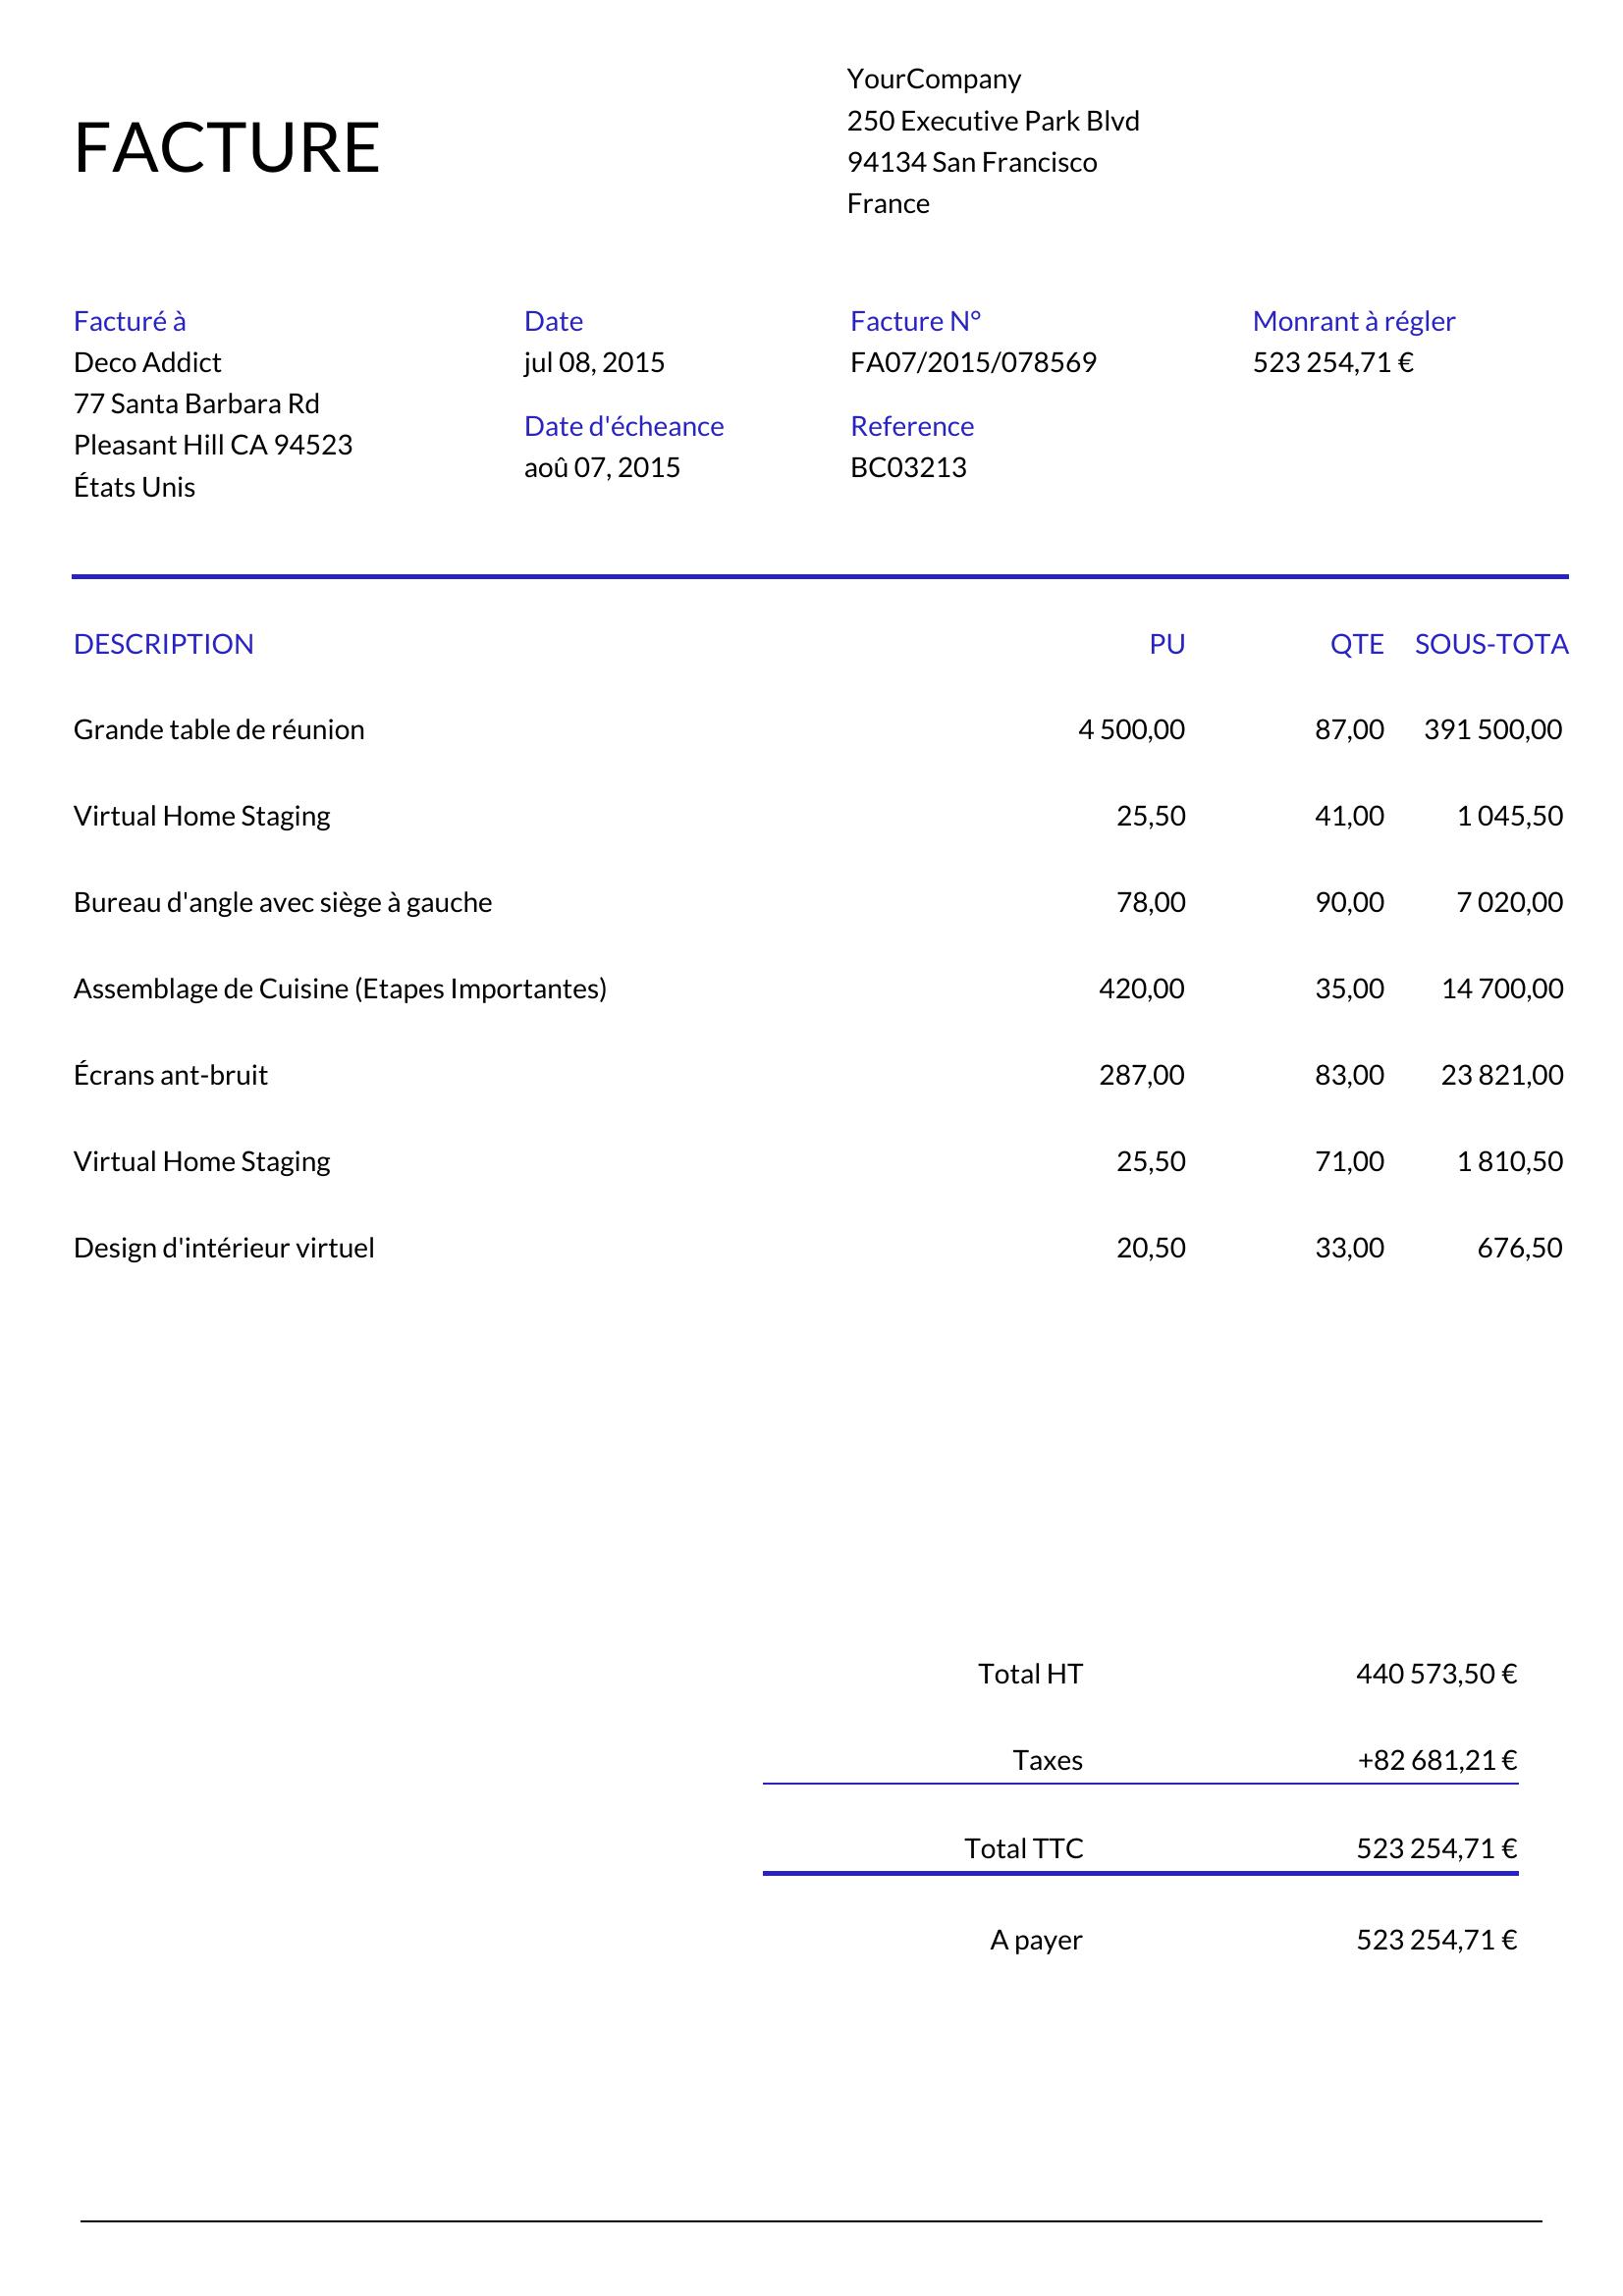 YourCompany
250 Executive Park Blvd
94134 San Francisco
France
FACTURE
Facturé à
Deco Addict
77 Santa Barbara Rd
Pleasant Hill CA 94523
États Unis
Date
jul 08, 2015
Date d'écheance
aoû 07, 2015
Facture N°
FA07/2015/078569
Reference
BC03213
Monrant à régler
523 254,71 €
DESCRIPTION PU QTE SOUS-TOTA
Grande table de réunion 4 500,00 87,00 391 500,00
Virtual Home Staging 25,50 41,00 1 045,50
Bureau d'angle avec siège à gauche 78,00 90,00 7 020,00
Assemblage de Cuisine (Etapes Importantes) 420,00 35,00 14 700,00
Écrans ant-bruit 287,00 83,00 23 821,00
Virtual Home Staging 25,50 71,00 1 810,50
Design d'intérieur virtuel 20,50 33,00 676,50
Total HT 440 573,50 €
Taxes +82 681,21 €
Total TTC 523 254,71 €
A payer 523 254,71 €